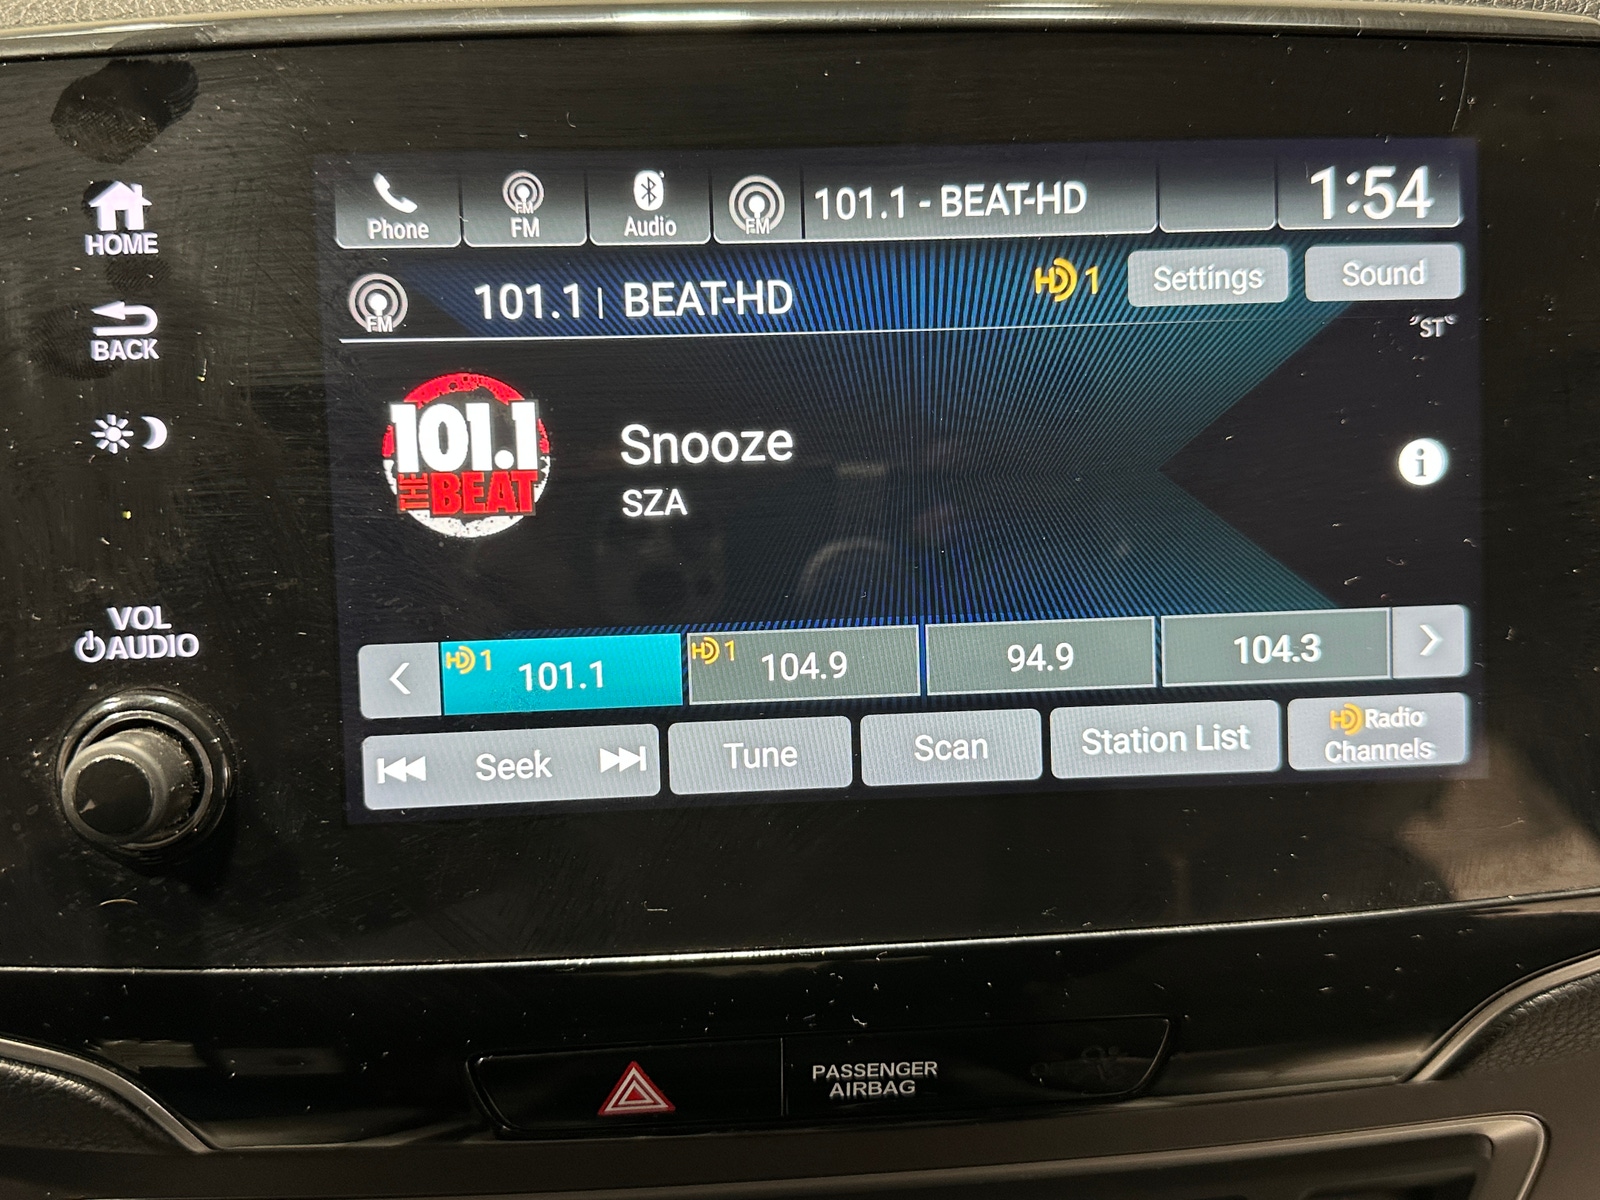 HOME
BACK
VOL
AUDIO
Phone
FM
FM
Audio
FM
101.1 - BEAT-HD
1:54
FM
101.1 | BEAT-HD
HD 1
Settings
Sound
ST
101.1
THE BEAT
Snooze
SZA
i
HD 1
101.1
HD 1
104.9
94.9
104.3
Seek
Tune
Scan
Station List
HD Radio
Channels
PASSENGER
AIRBAG